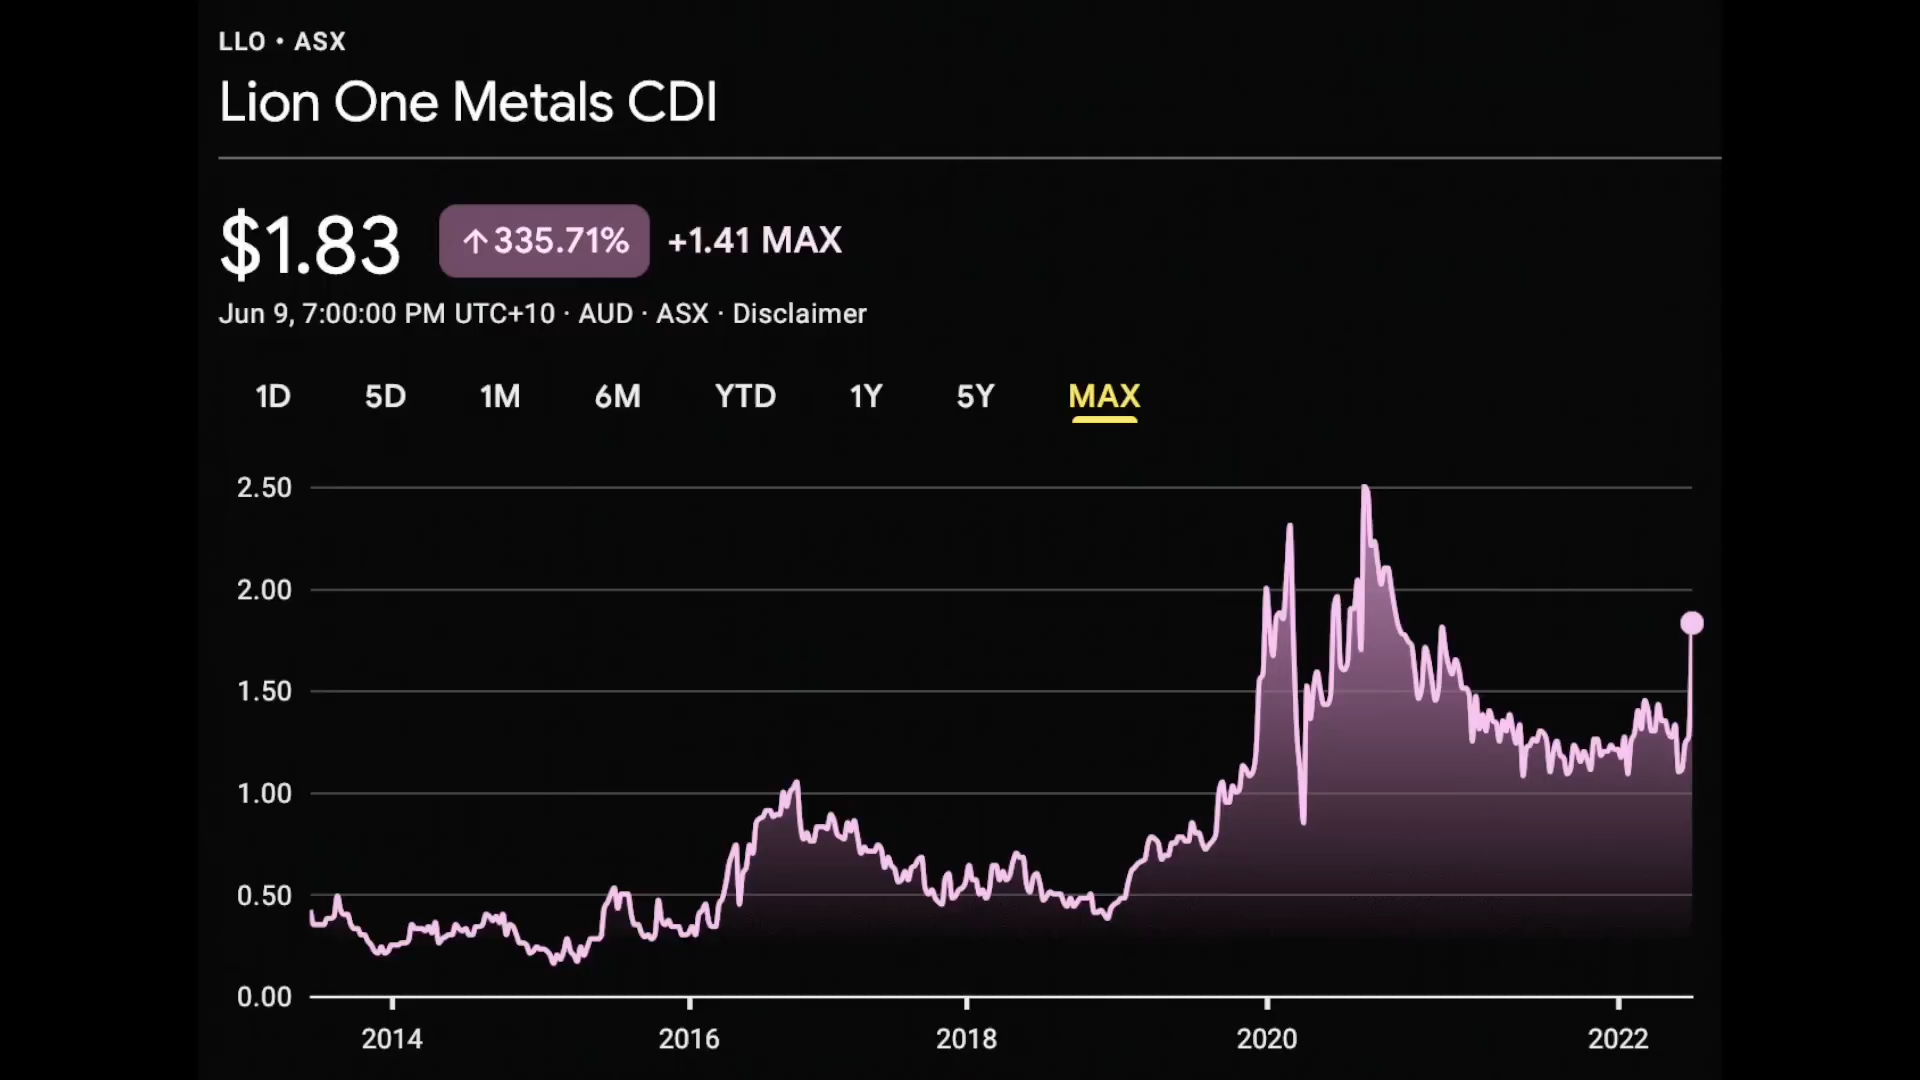 LLO • ASX
Lion One Metals CDI
$1.83 ↑335.71% +1.41 MAX
Jun 9, 7:00:00 PM UTC+10 · AUD · ASX · Disclaimer
1D 5D 1M 6M YTD 1Y 5Y MAX
2.50
2.00
1.50
1.00
0.50
0.00
2014 2016 2018 2020 2022